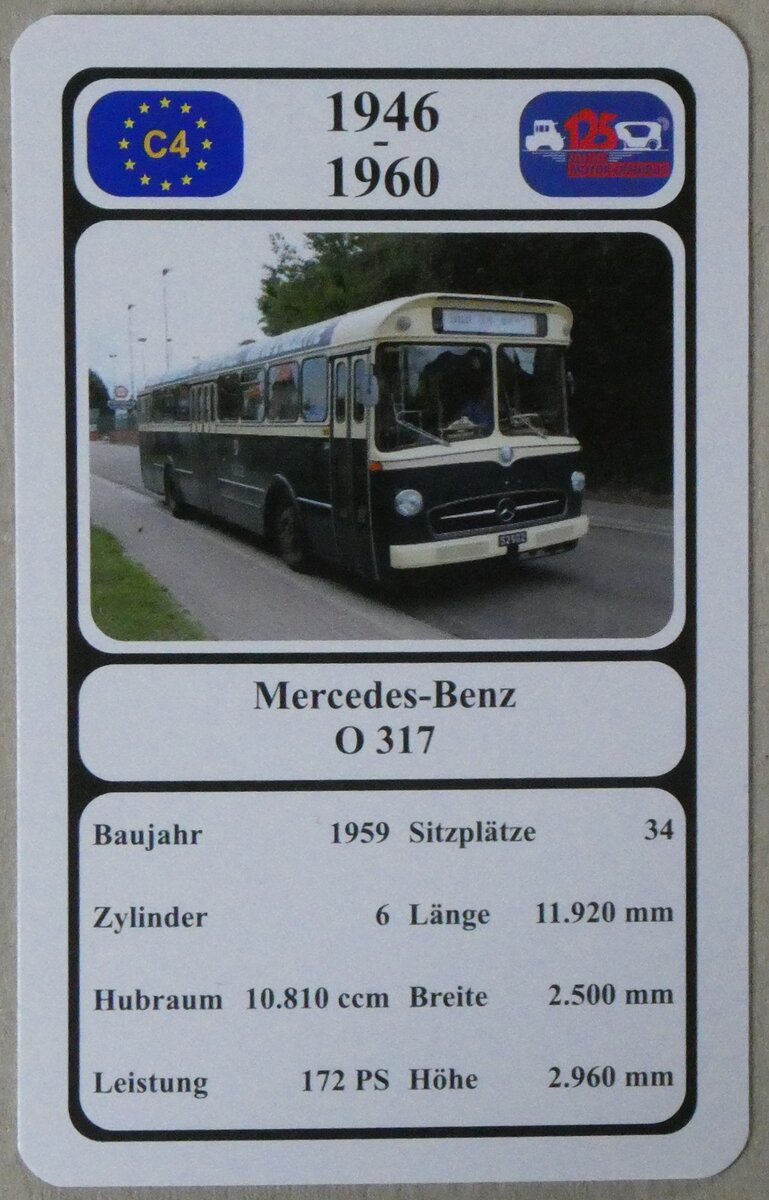 C4
1946
-
1960
125
Mercedes-Benz
O 317
Baujahr 1959 Sitzplätze 34
Zylinder 6 Länge 11.920 mm
Hubraum 10.810 ccm Breite 2.500 mm
Leistung 172 PS Höhe 2.960 mm